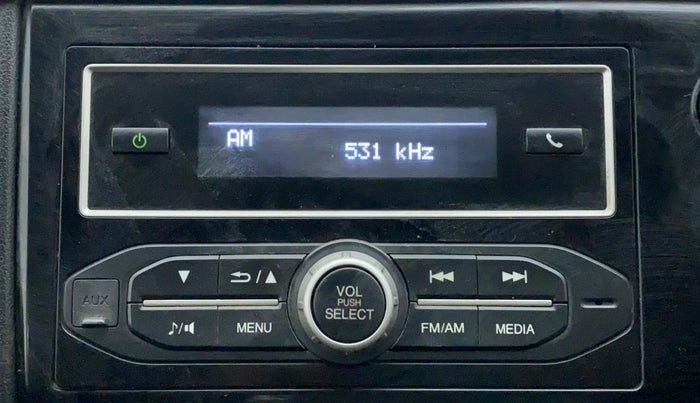 AM
531 kHz
AUX
VOL
PUSH
SELECT
MENU
FM/AM
MEDIA